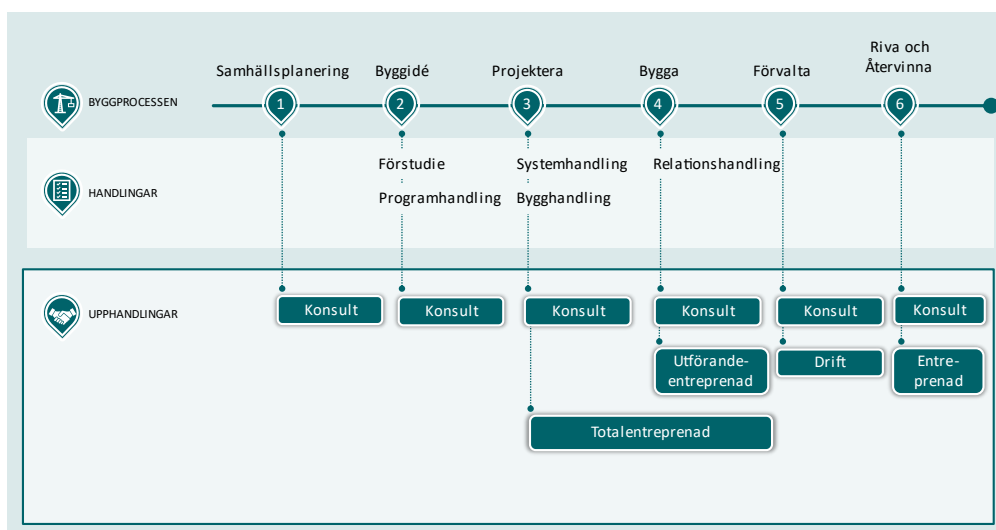 Samhällsplanering
Byggidé
Projektera
Bygga
Förvalta
Riva och
Återvinna
BYGGPROCESSEN
1
2
3
4
5
6
HANDLINGAR
Förstudie
Programhandling
Systemhandling
Bygghandling
Relationshandling
UPPHANDLINGAR
Konsult
Konsult
Konsult
Konsult
Konsult
Konsult
Utförande-
entreprenad
Drift
Entre-
prenad
Totalentreprenad